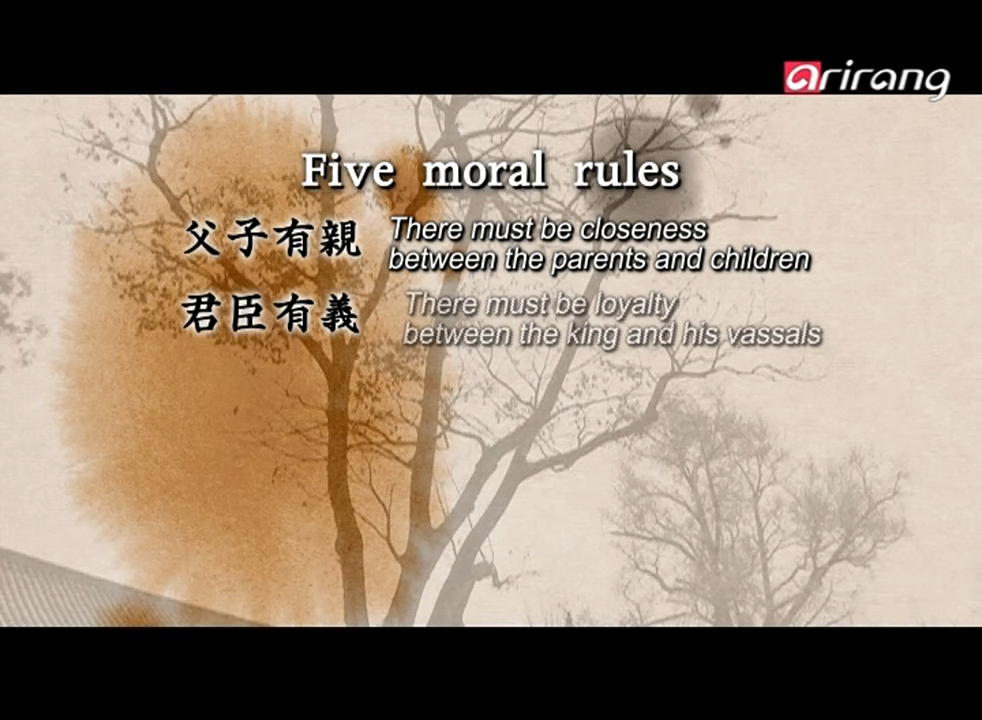 arirang
Five moral rules
父子有親
There must be closeness
between the parents and children
君臣有義
There must be loyalty
between the king and his vassals